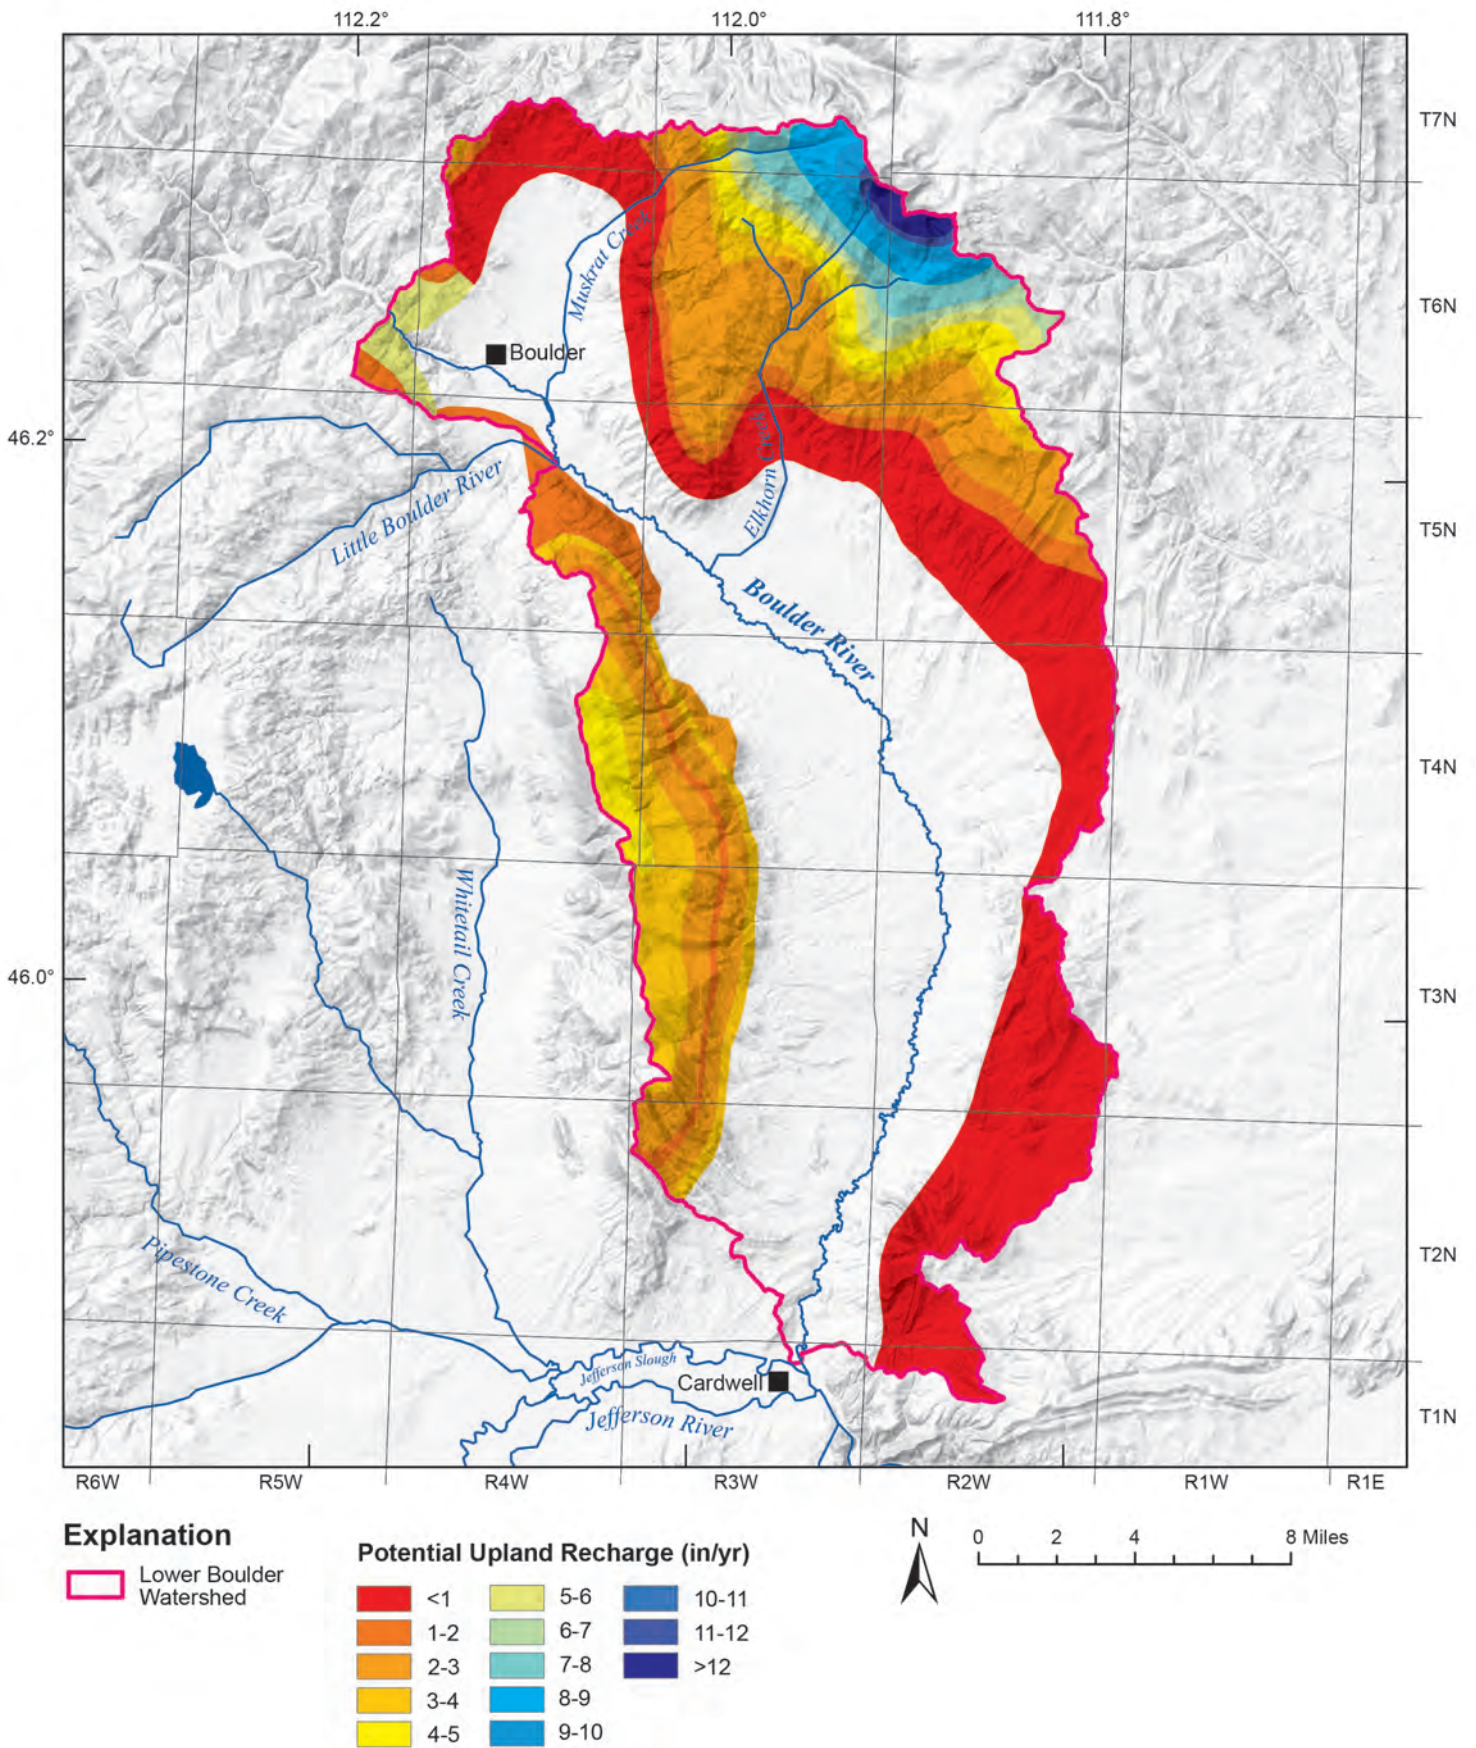 112.2°
112.0°
111.8°
T7N
T6N
T5N
T4N
T3N
T2N
T1N
46.2°
46.0°
Muskrat Creek
Boulder
Elkhorn Creek
Little Boulder River
Boulder River
Whitetail Creek
Pipestone Creek
Jefferson Slough
Cardwell
Jefferson River
R6W
R5W
R4W
R3W
R2W
R1W
R1E
Explanation
Lower Boulder
Watershed
Potential Upland Recharge (in/yr)
<1
1-2
2-3
3-4
4-5
5-6
6-7
7-8
8-9
9-10
10-11
11-12
>12
N
0 2 4 8 Miles